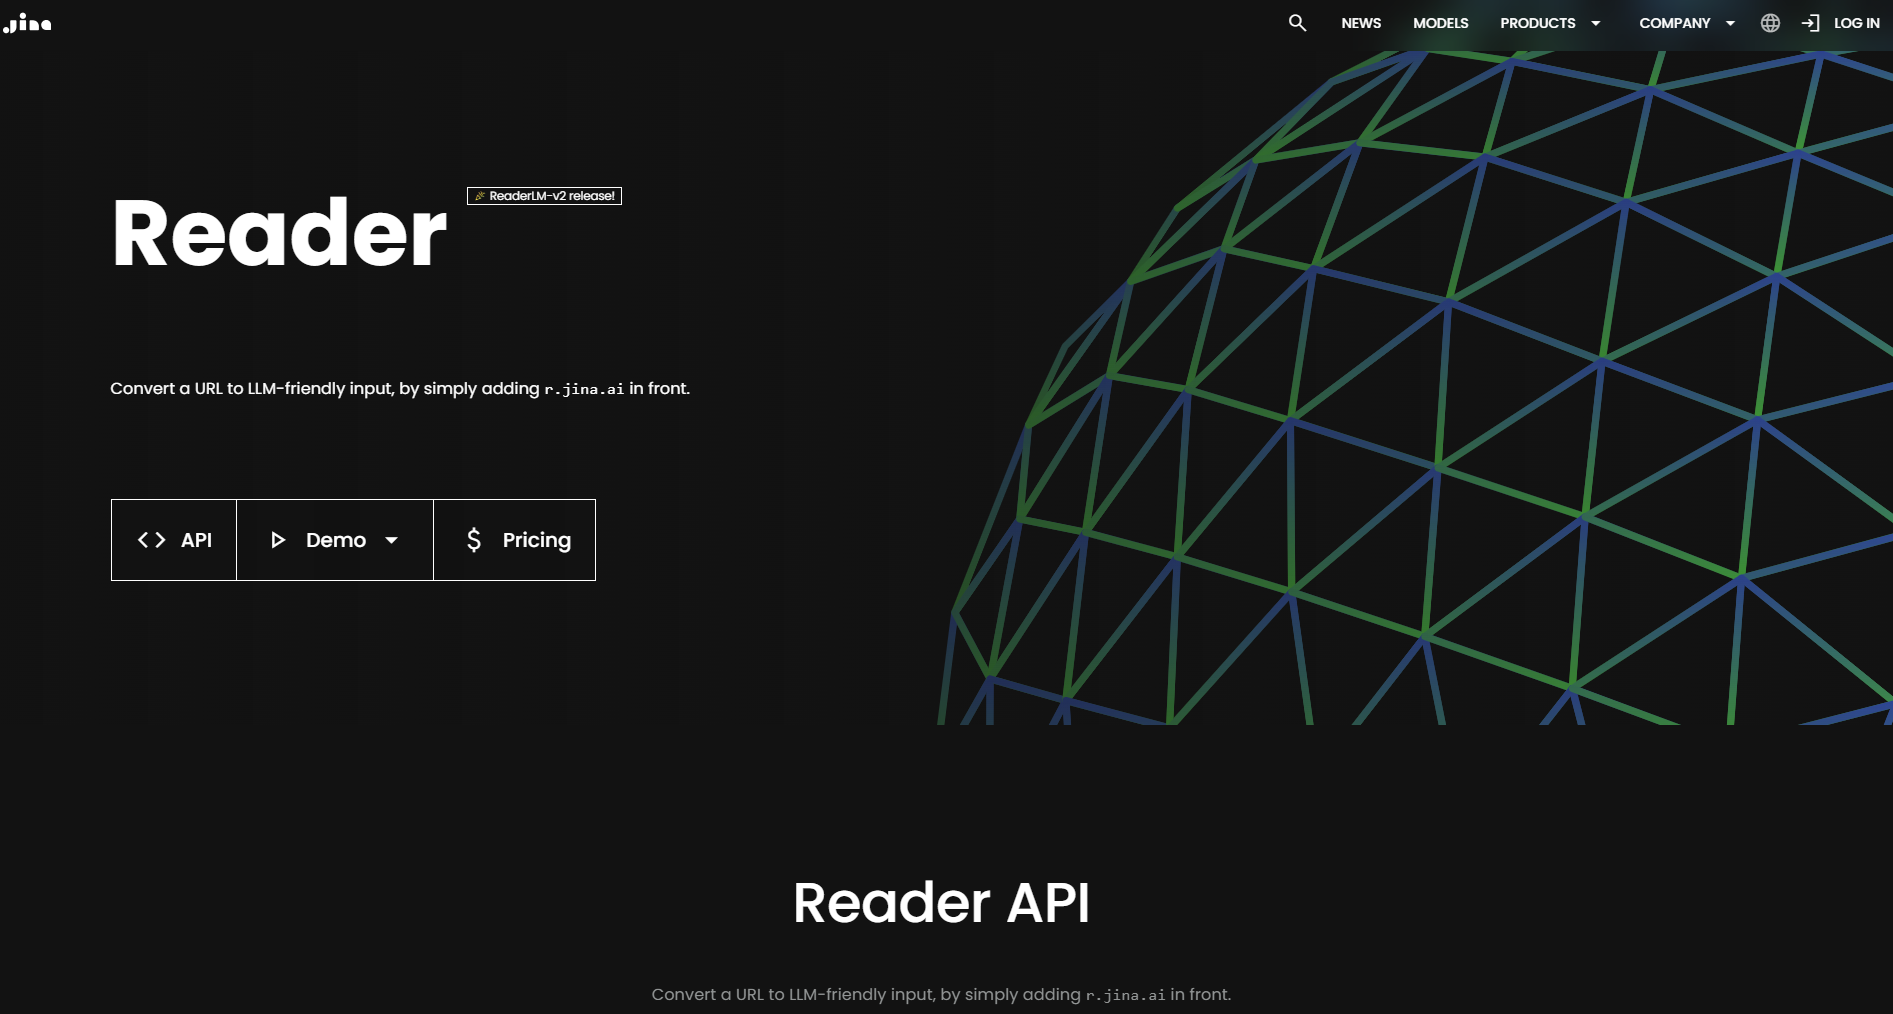 Jina
NEWS
MODELS
PRODUCTS
COMPANY
LOG IN
Reader
ReaderLM-v2 release!
Convert a URL to LLM-friendly input, by simply adding r.jina.ai in front.
API
Demo
Pricing
Reader API
Convert a URL to LLM-friendly input, by simply adding r.jina.ai in front.